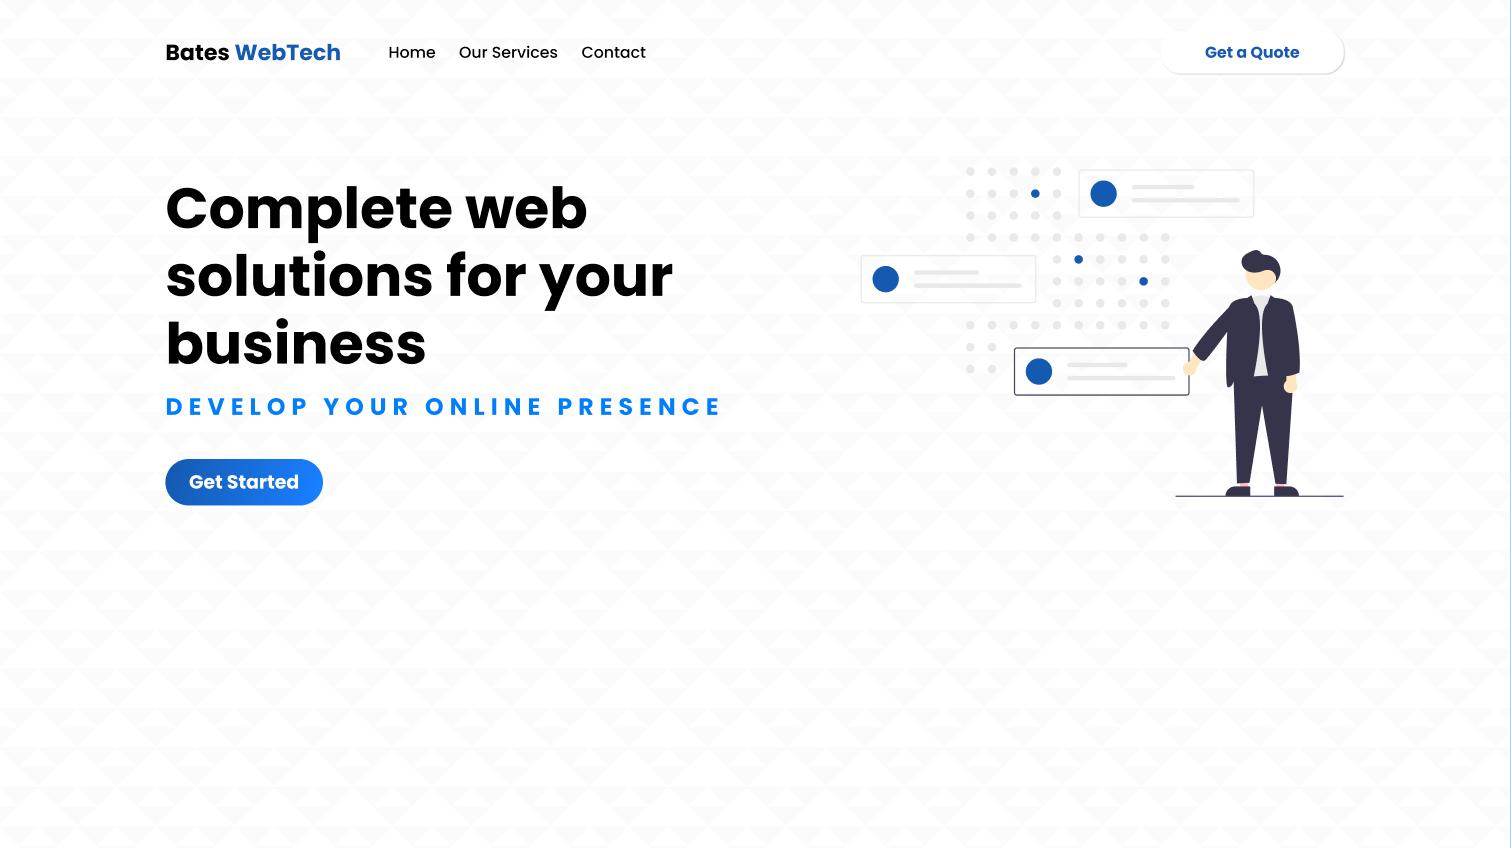 Bates WebTech
Home
Our Services
Contact
Get a Quote
Complete web
solutions for your
business
DEVELOP YOUR ONLINE PRESENCE
Get Started